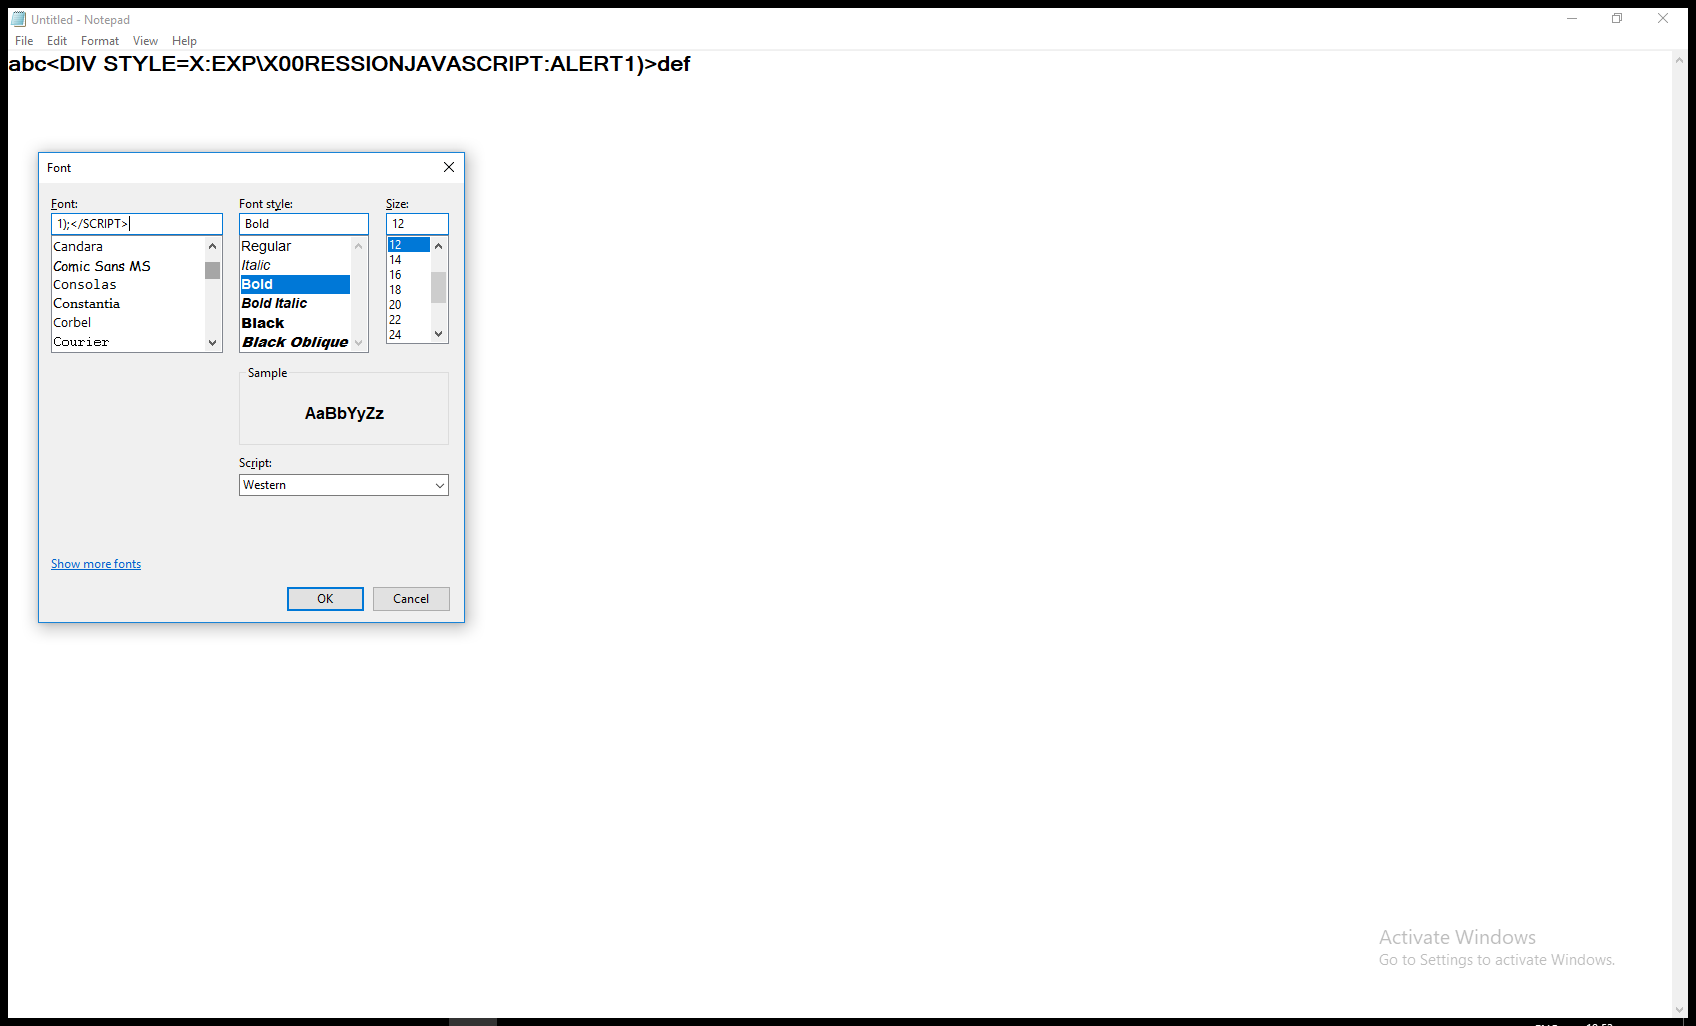 Untitled - Notepad
File Edit Format View Help
abc<DIV STYLE=X:EXP\X00RESSIONJAVASCRIPT:ALERT1)>def
Font
Font: Font style: Size:
1);</SCRIPT> Bold 12
Candara Regular 12
Comic Sans MS Italic 14
Consolas Bold 16
Constantia Bold Italic 18
Corbel Black 20
Courier Black Oblique 22
24
Sample
AaBbYyZz
Script:
Western
Show more fonts
OK Cancel
Activate Windows
Go to Settings to activate Windows.